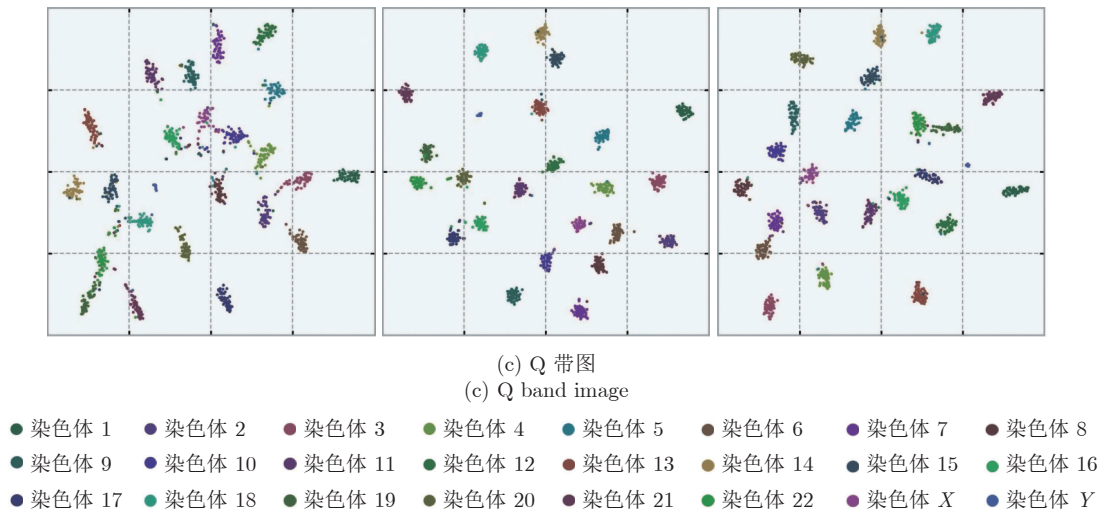 (c) Q 带图
(c) Q band image
染色体 1 染色体 2 染色体 3 染色体 4 染色体 5 染色体 6 染色体 7 染色体 8
染色体 9 染色体 10 染色体 11 染色体 12 染色体 13 染色体 14 染色体 15 染色体 16
染色体 17 染色体 18 染色体 19 染色体 20 染色体 21 染色体 22 染色体 X 染色体 Y